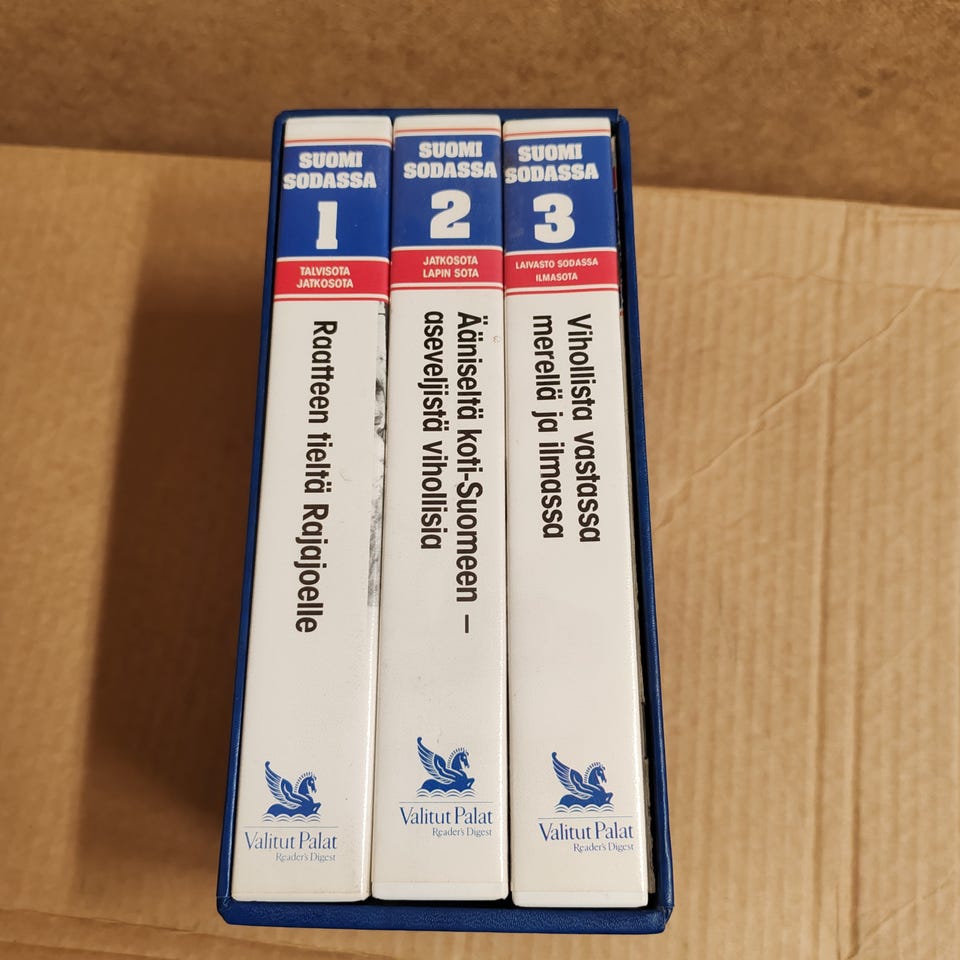 SUOMI
SODASSA
1
TALVISOTA
JATKOSOTA
Raatteen tieltä Rajajoelle
Valitut Palat
Reader's Digest
SUOMI
SODASSA
2
JATKOSOTA
LAPIN SOTA
Ääniseltä koti-Suomeen –
aseveljistä vihollisia
Valitut Palat
Reader's Digest
SUOMI
SODASSA
3
LAIVASTO SODASSA
ILMASOTA
Vihollista vastassa
merellä ja ilmassa
Valitut Palat
Reader's Digest